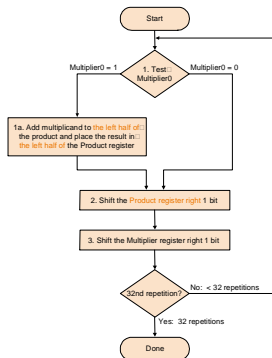 Start
1. Test
Multiplier0
Multiplier0 = 1
Multiplier0 = 0
1a. Add multiplicand to the left half of
the product and place the result in
the left half of the Product register
2. Shift the Product register right 1 bit
3. Shift the Multiplier register right 1 bit
32nd repetition?
No: < 32 repetitions
Yes: 32 repetitions
Done